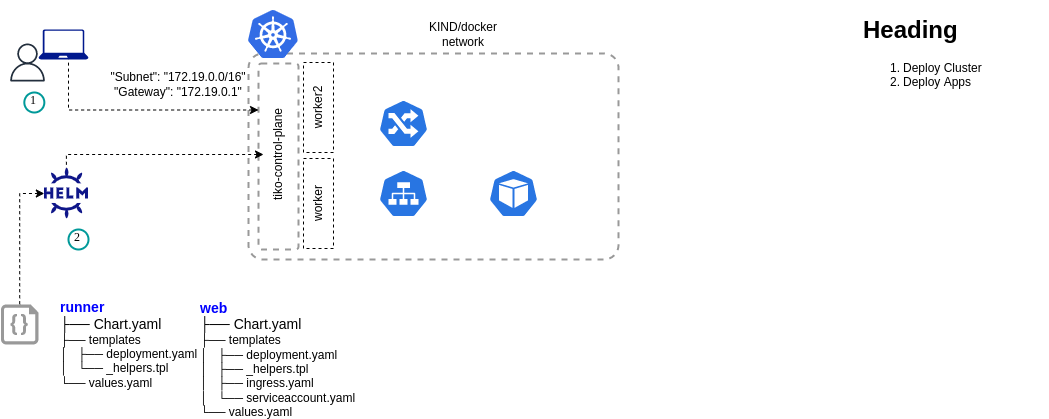 KIND/docker
network
Heading
1. Deploy Cluster
2. Deploy Apps
"Subnet": "172.19.0.0/16"
"Gateway": "172.19.0.1"
1
tiko-control-plane
worker2
worker
HELM
2
{}
runner
├── Chart.yaml
├── templates
│   ├── deployment.yaml
│   └── _helpers.tpl
└── values.yaml
web
├── Chart.yaml
├── templates
│   ├── deployment.yaml
│   ├── _helpers.tpl
│   ├── ingress.yaml
│   └── serviceaccount.yaml
└── values.yaml